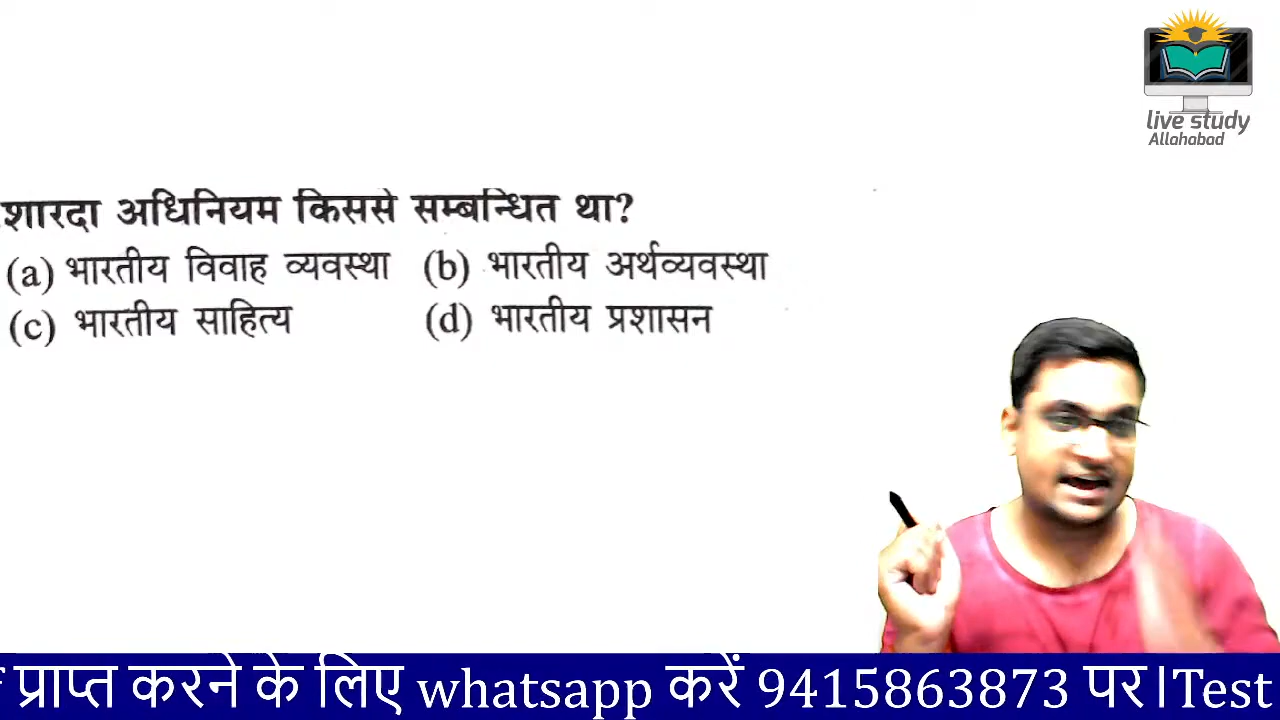 live study
Allahabad
शारदा अधिनियम किससे सम्बन्धित था?
(a) भारतीय विवाह व्यवस्था (b) भारतीय अर्थव्यवस्था
(c) भारतीय साहित्य (d) भारतीय प्रशासन
प्राप्त करने के लिए whatsapp करें 9415863873 पर।Test